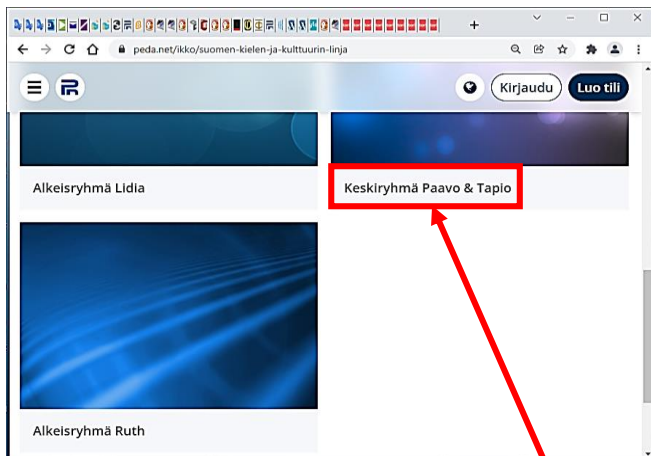 peda.net/ikko/suomen-kielen-ja-kulttuurin-linja
Kirjaudu
Luo tili
Alkeisryhmä Lidia
Keskiryhmä Paavo & Tapio
Alkeisryhmä Ruth